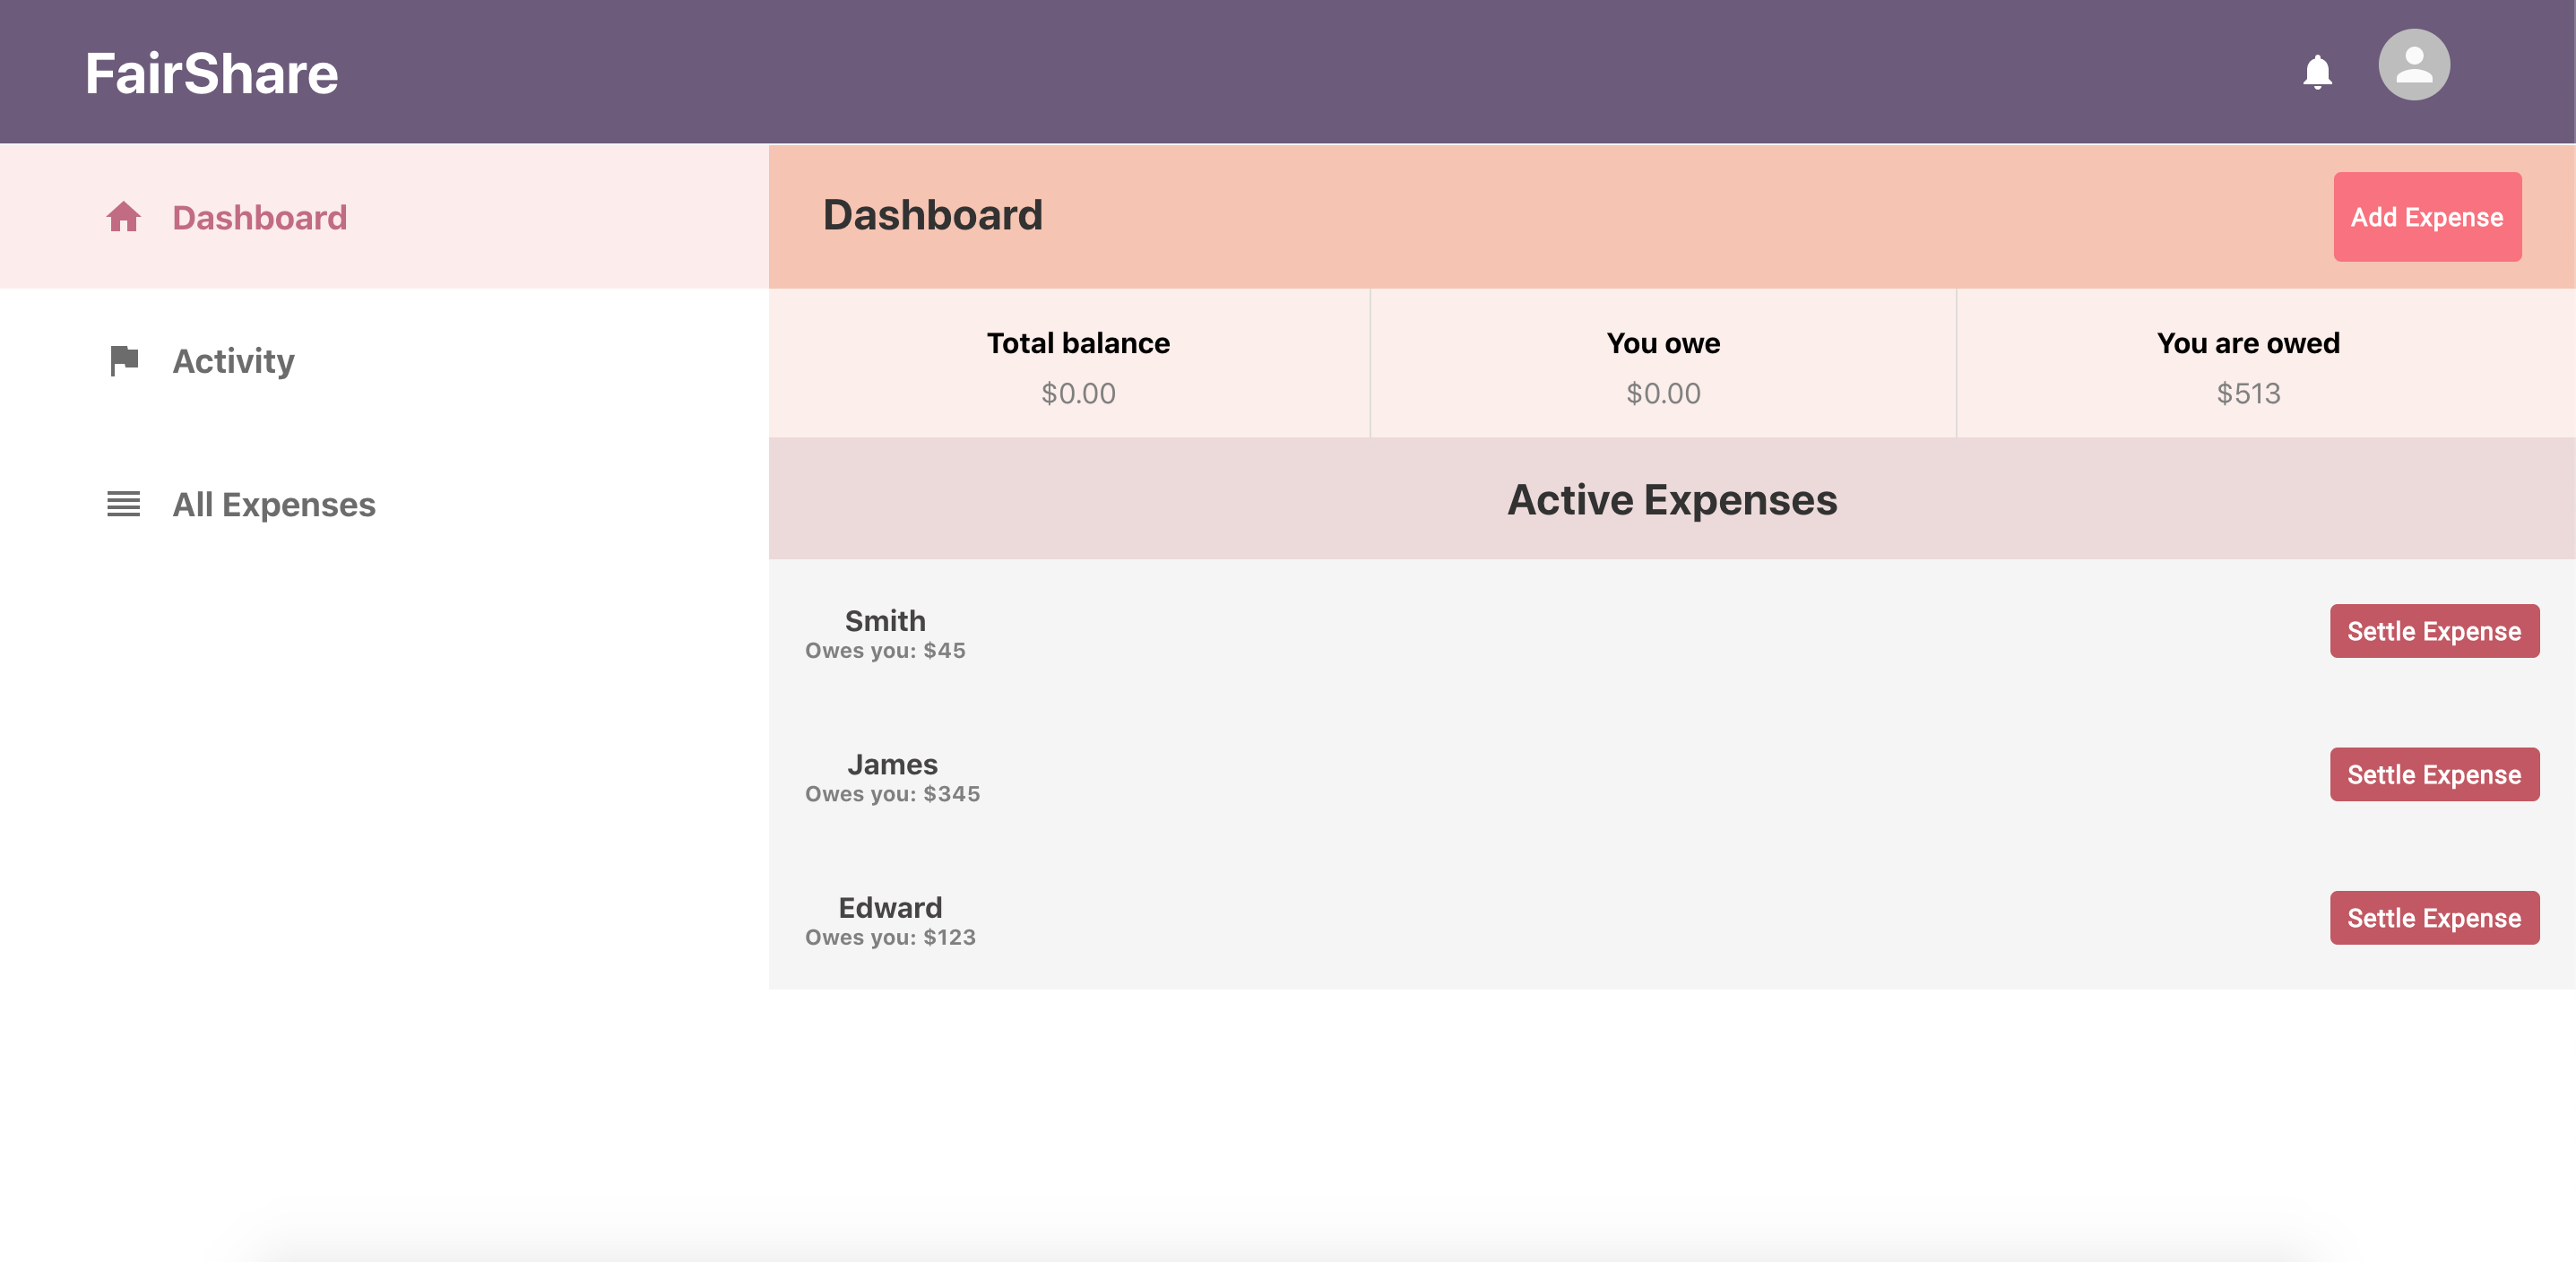 FairShare
Dashboard
Activity
All Expenses
Dashboard
Add Expense
Total balance
$0.00
You owe
$0.00
You are owed
$513
Active Expenses
Smith
Owes you: $45
Settle Expense
James
Owes you: $345
Settle Expense
Edward
Owes you: $123
Settle Expense